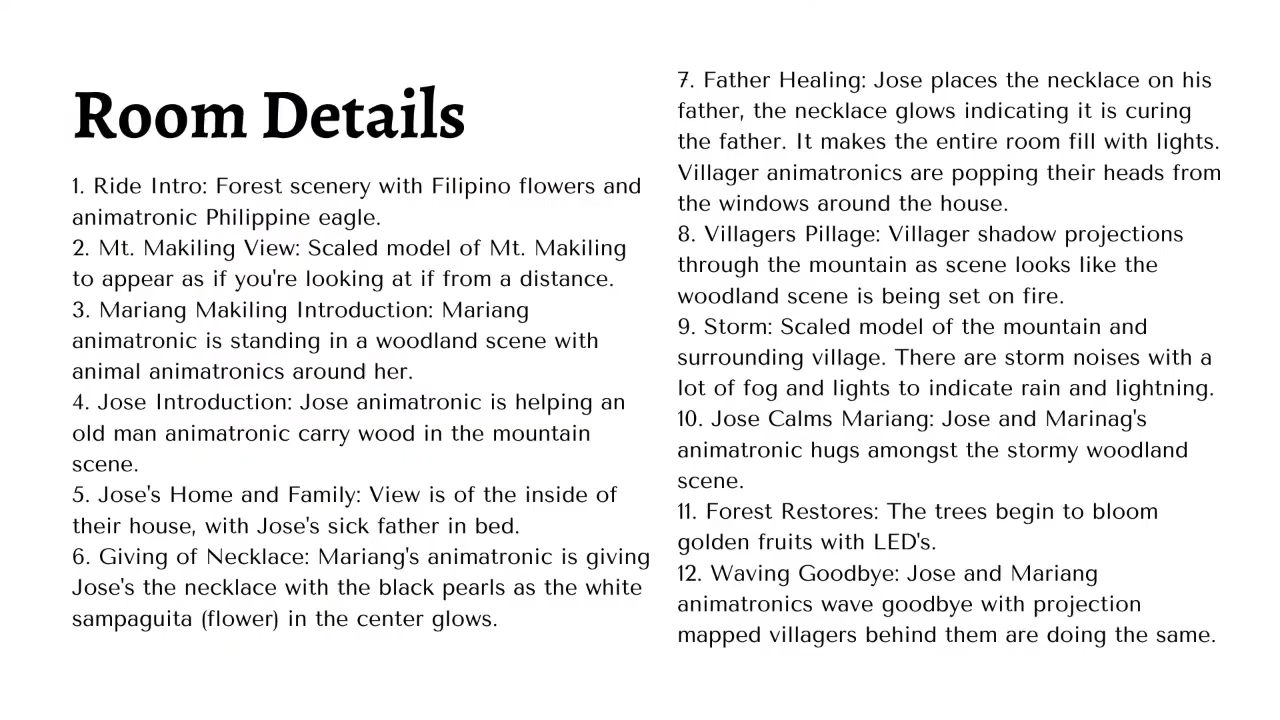 Room Details
1. Ride Intro: Forest scenery with Filipino flowers and
animatronic Philippine eagle.
2. Mt. Makiling View: Scaled model of Mt. Makiling
to appear as if you're looking at if from a distance.
3. Mariang Makiling Introduction: Mariang
animatronic is standing in a woodland scene with
animal animatronics around her.
4. Jose Introduction: Jose animatronic is helping an
old man animatronic carry wood in the mountain
scene.
5. Jose's Home and Family: View is of the inside of
their house, with Jose's sick father in bed.
6. Giving of Necklace: Mariang's animatronic is giving
Jose's the necklace with the black pearls as the white
sampaguita (flower) in the center glows.
7. Father Healing: Jose places the necklace on his
father, the necklace glows indicating it is curing
the father. It makes the entire room fill with lights.
Villager animatronics are popping their heads from
the windows around the house.
8. Villagers Pillage: Villager shadow projections
through the mountain as scene looks like the
woodland scene is being set on fire.
9. Storm: Scaled model of the mountain and
surrounding village. There are storm noises with a
lot of fog and lights to indicate rain and lightning.
10. Jose Calms Mariang: Jose and Marinag's
animatronic hugs amongst the stormy woodland
scene.
11. Forest Restores: The trees begin to bloom
golden fruits with LED's.
12. Waving Goodbye: Jose and Mariang
animatronics wave goodbye with projection
mapped villagers behind them are doing the same.